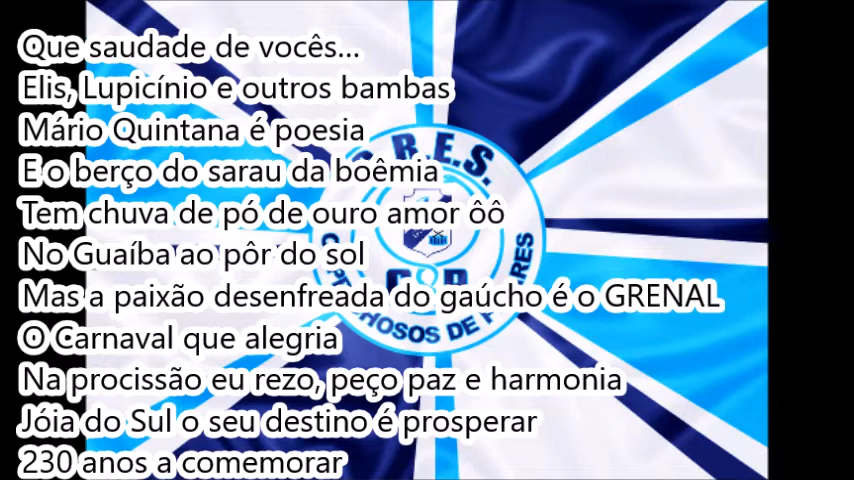 Que saudade de vocês...
Elis, Lupicínio e outros bambas
Mário Quintana é poesia
E o berço do sarau da boêmia
Tem chuva de pó de ouro amor ôô
No Guaíba ao pôr do sol
Mas a paixão desenfreada do gaúcho é o GRENAL
O Carnaval que alegria
Na procissão eu rezo, peço paz e harmonia
Jóia do Sul o seu destino é prosperar
230 anos a comemorar
R.E.S.